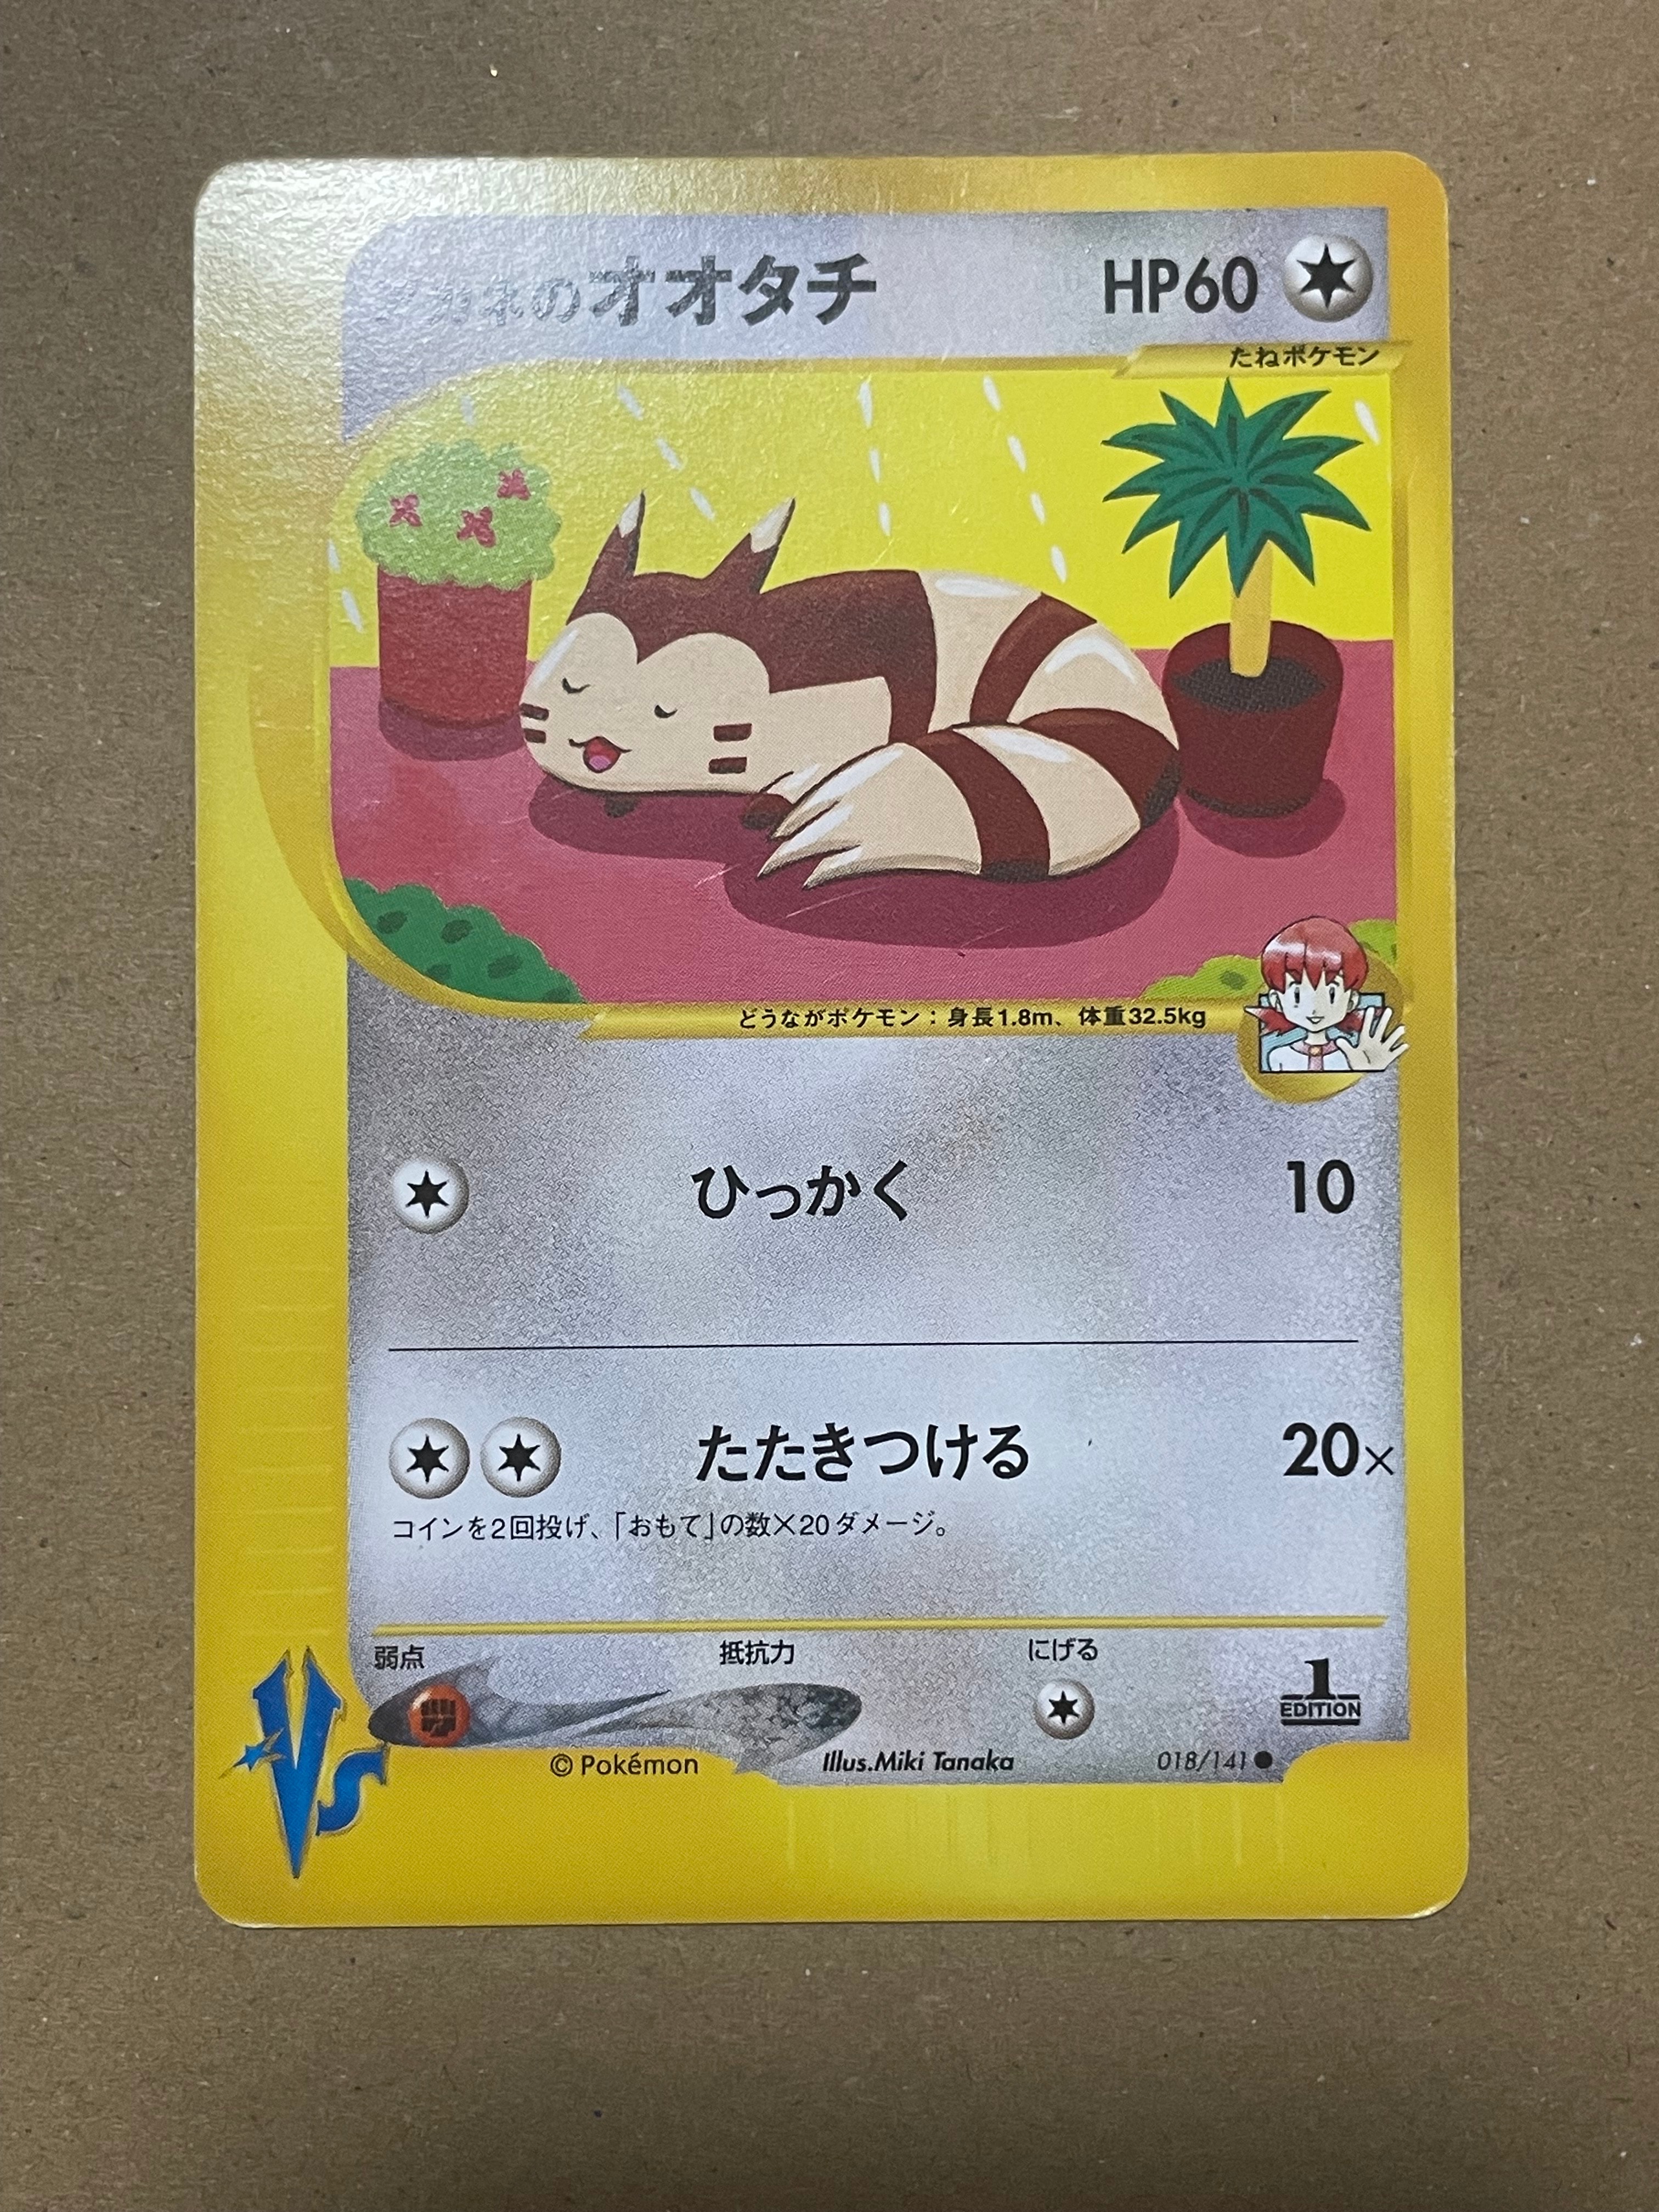 アカネのオオタチ HP60
たねポケモン
どうながポケモン：身長1.8m、体重32.5kg
ひっかく 10
たたきつける 20×
コインを2回投げ、「おもて」の数×20ダメージ。
弱点 抵抗力 にげる
1
EDITION
Vs
© Pokémon Illus.Miki Tanaka 018/141●